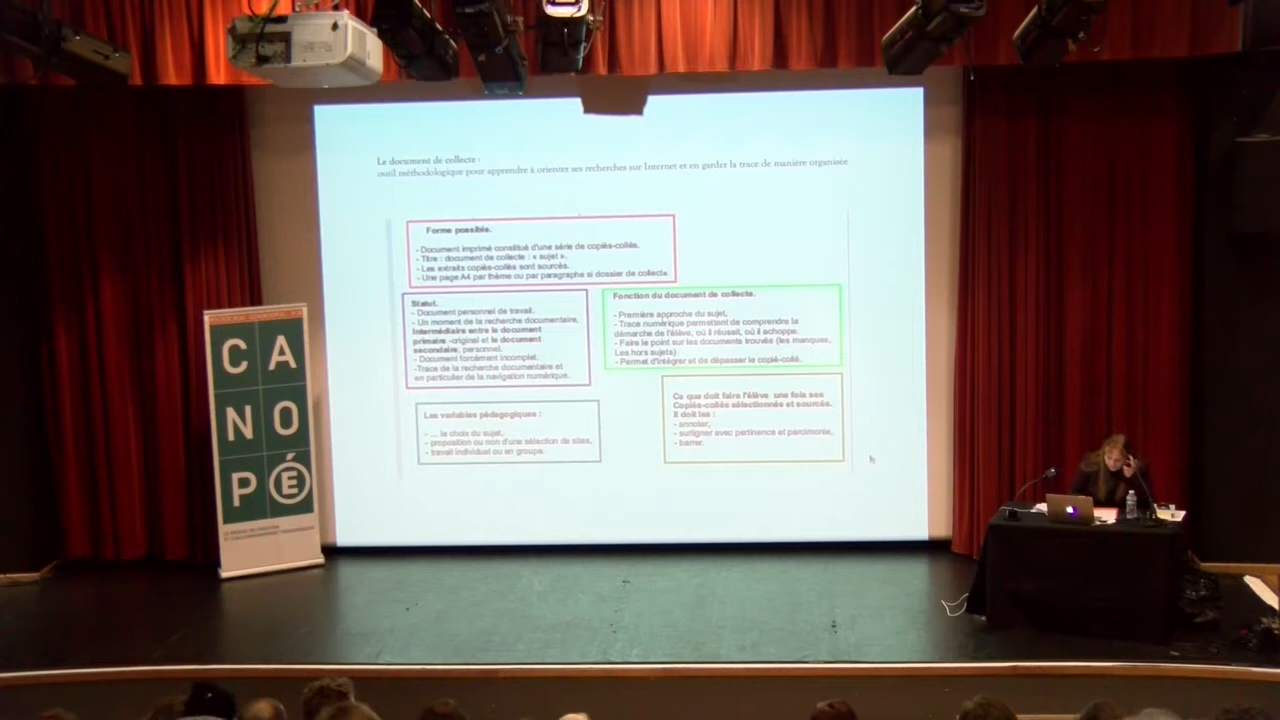 Le document de collecte :
outil méthodologique pour apprendre à orienter ses recherches sur Internet et en garder la trace de manière organisée
Forme possible.
- Document imprimé constitué d'une série de copiés-collés.
- Titre : document de collecte : « sujet ».
- Les extraits copiés-collés sont sourcés.
- Une page A4 par thème ou par paragraphe si dossier de collecte.
Statut.
- Document personnel de travail.
- Un moment de la recherche documentaire,
Intermédiaire entre le document
primaire -original et le document
secondaire, personnel.
- Document forcément incomplet.
-Trace de la recherche documentaire et
en particulier de la navigation numérique.
Fonction du document de collecte.
- Première approche du sujet,
- Trace numérique permettant de comprendre la
démarche de l'élève, où il réussit, où il achoppe.
- Faire le point sur les documents trouvés (les manques,
Les hors sujets)
- Permet d'intégrer et de dépasser le copié-collé.
Les variables pédagogiques :
- ... le choix du sujet,
- proposition ou non d'une sélection de sites,
- travail individuel ou en groupe.
Ce que doit faire l'élève une fois ses
Copiés-collés sélectionnés et sourcés.
Il doit les :
- annoter,
- surligner avec pertinence et parcimonie,
- barrer.
CA
NO
PÉ